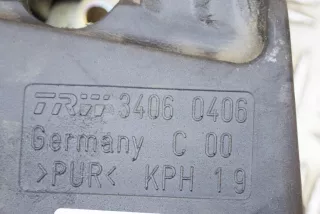 TRW 3406 0406
Germany C 00
>PUR< KPH 19